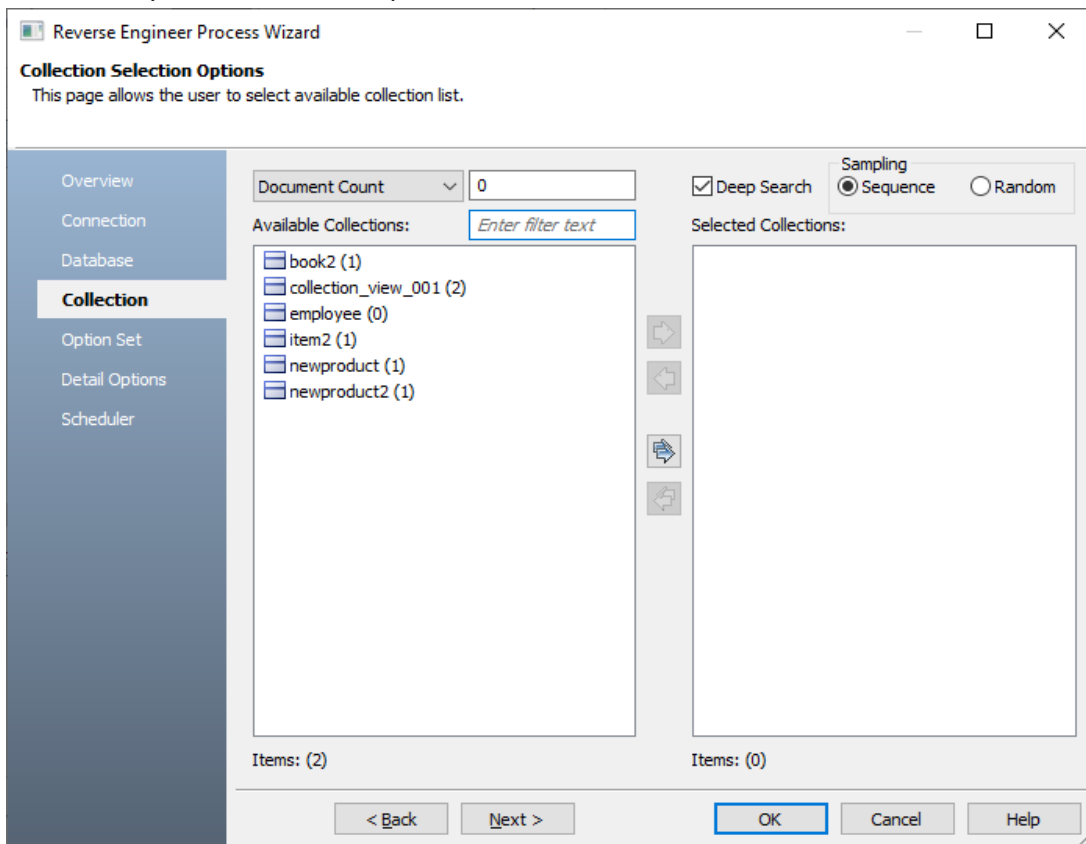 Reverse Engineer Process Wizard
Collection Selection Options
This page allows the user to select available collection list.
Overview
Connection
Database
Collection
Option Set
Detail Options
Scheduler
Document Count
0
Deep Search
Sampling
Sequence
Random
Available Collections:
Enter filter text
Selected Collections:
book2 (1)
collection_view_001 (2)
employee (0)
item2 (1)
newproduct (1)
newproduct2 (1)
Items: (2)
Items: (0)
< Back
Next >
OK
Cancel
Help